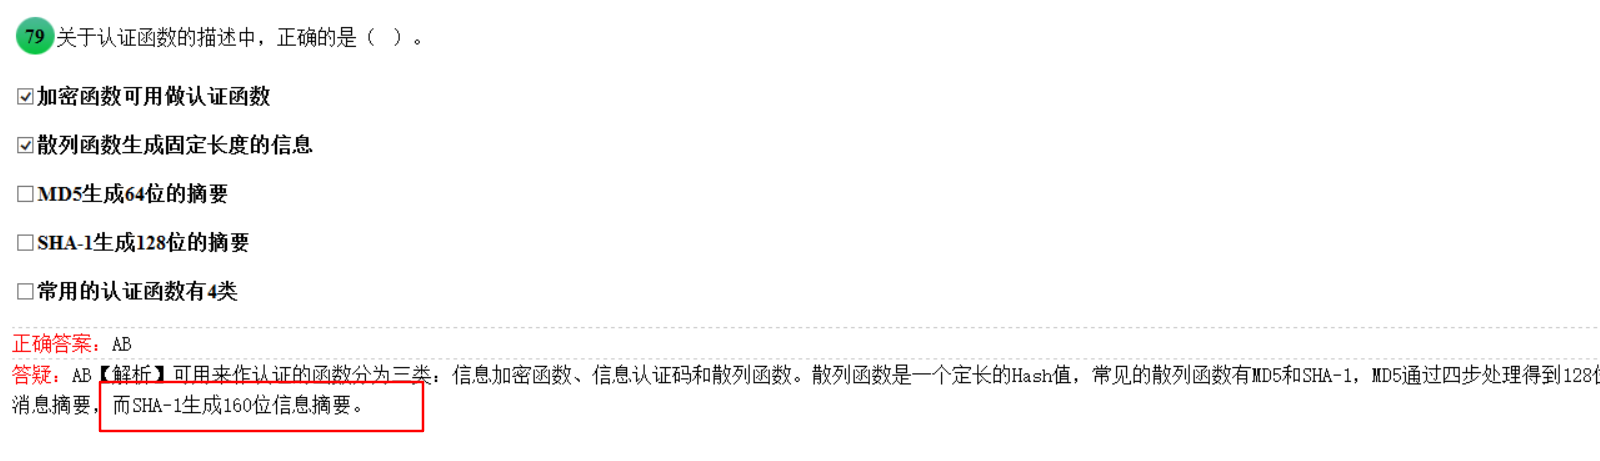 79 关于认证函数的描述中，正确的是（ ）。
加密函数可用做认证函数
散列函数生成固定长度的信息
MD5生成64位的摘要
SHA-1生成128位的摘要
常用的认证函数有4类
正确答案：AB
答疑：AB【解析】可用来作认证的函数分为三类：信息加密函数、信息认证码和散列函数。散列函数是一个定长的Hash值，常见的散列函数有MD5和SHA-1，MD5通过四步处理得到128位
消息摘要，而SHA-1生成160位信息摘要。